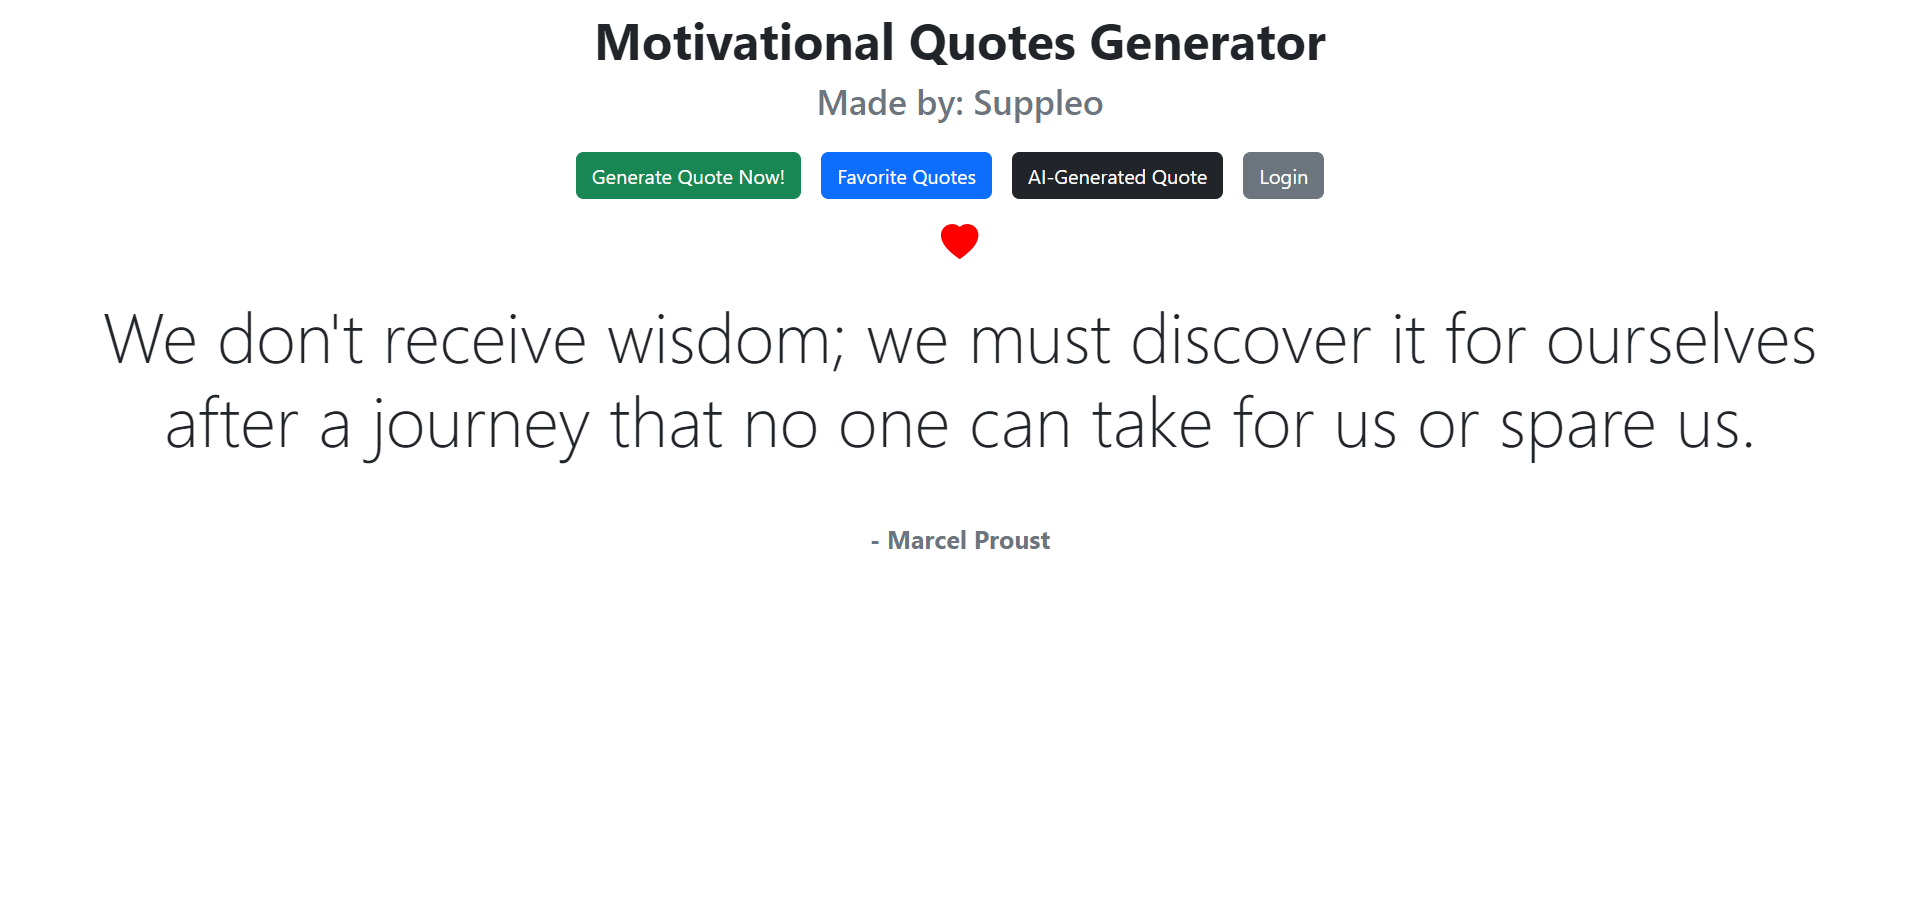 Motivational Quotes Generator
Made by: Suppleo
Generate Quote Now!
Favorite Quotes
AI-Generated Quote
Login
We don't receive wisdom; we must discover it for ourselves
after a journey that no one can take for us or spare us.
- Marcel Proust